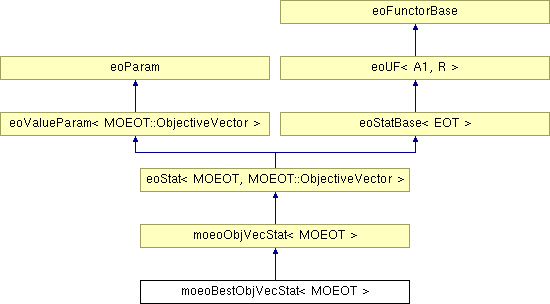 eoFunctorBase
eoParam
eoUF< A1, R >
eoValueParam< MOEOT::ObjectiveVector >
eoStatBase< EOT >
eoStat< MOEOT, MOEOT::ObjectiveVector >
moeoObjVecStat< MOEOT >
moeoBestObjVecStat< MOEOT >